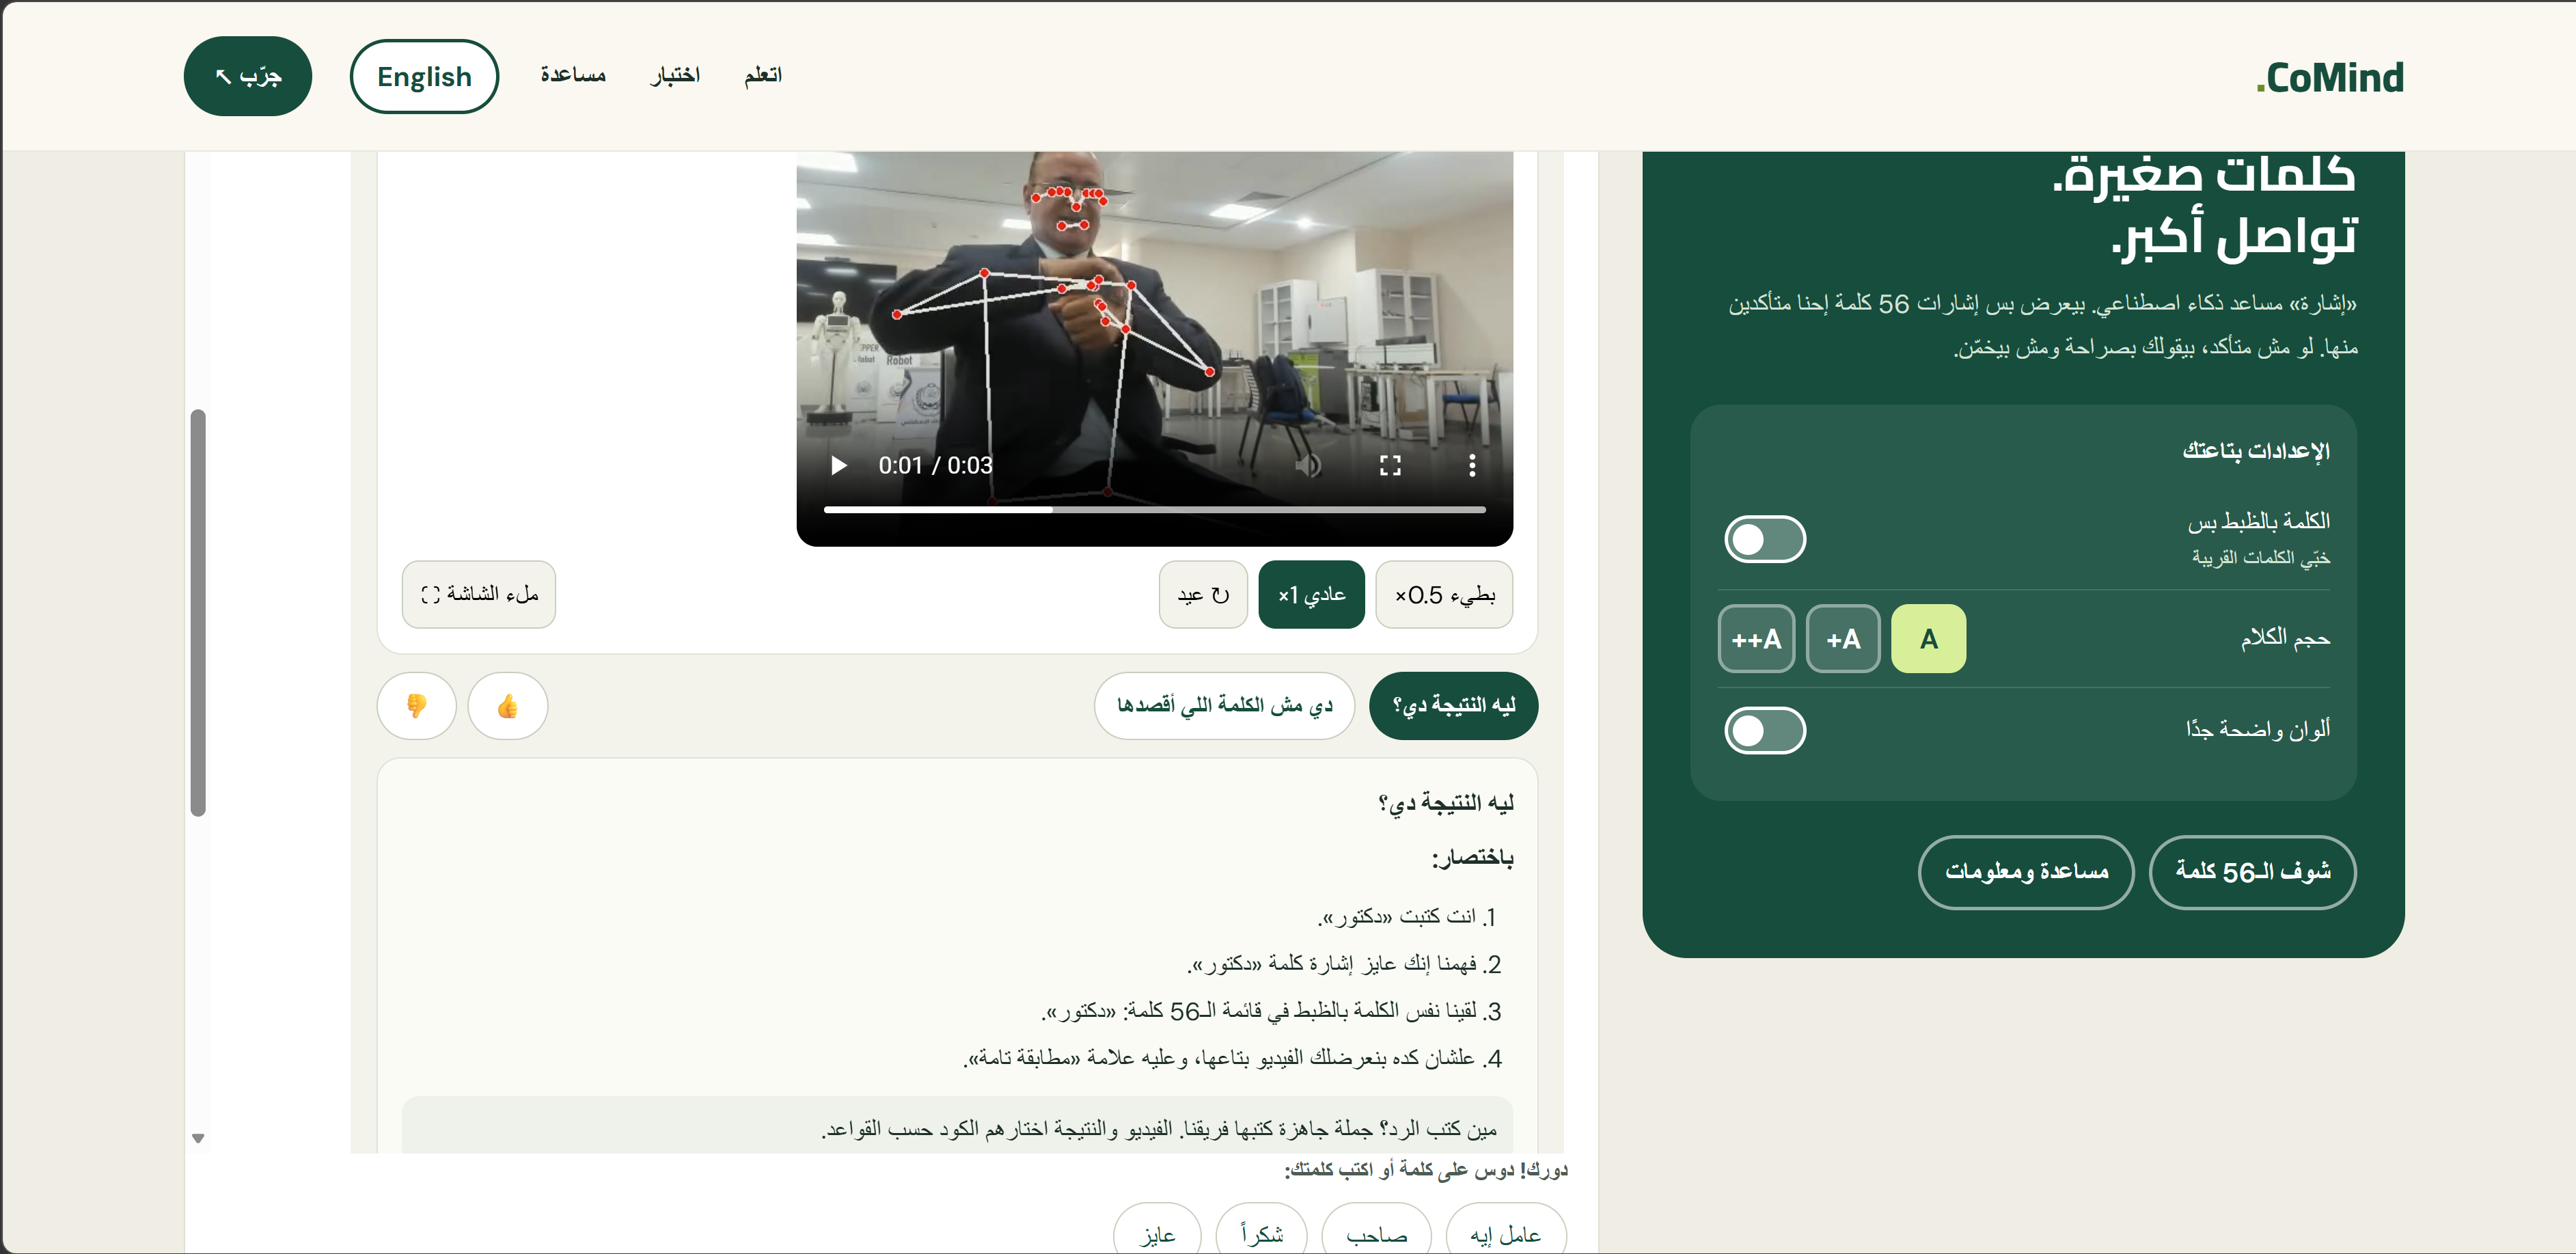 CoMind.
اتعلم
اختبار
مساعدة
English
جرّب ↖
كلمات صغيرة.
تواصل أكبر.
«إشارة» مساعد ذكاء اصطناعي. بيعرض بس إشارات 56 كلمة إحنا متأكدين
منها. لو مش متأكد، بيقولك بصراحة ومش بيخمّن.
الإعدادات بتاعتك
الكلمة بالظبط بس
خبّي الكلمات القريبة
حجم الكلام
A
A+
A++
ألوان واضحة جدًا
شوف الـ56 كلمة
مساعدة ومعلومات
Robot
0:01 / 0:03
بطيء 0.5×
عادي 1×
↻ عيد
ملء الشاشة ⛶
ليه النتيجة دي؟
دي مش الكلمة اللي أقصدها
👍
👎
ليه النتيجة دي؟
باختصار:
1. انت كتبت «دكتور».
2. فهمنا إنك عايز إشارة كلمة «دكتور».
3. لقينا نفس الكلمة بالظبط في قائمة الـ56 كلمة: «دكتور».
4. علشان كده بنعرضلك الفيديو بتاعها، وعليه علامة «مطابقة تامة».
مين كتب الرد؟ جملة جاهزة كتبها فريقنا. الفيديو والنتيجة اختارهم الكود حسب القواعد.
دورك! دوس على كلمة أو اكتب كلمتك:
عامل إيه
صاحب
شكراً
عايز